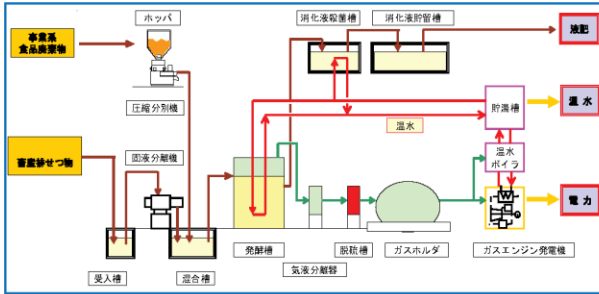 ホッパ
消化液殺菌槽
消化液貯留槽
事業系
食品廃棄物
液肥
圧縮分別機
貯温槽
温水
温水
畜産排せつ物
固液分離機
温水
ボイラ
電力
発酵槽
脱硫槽
ガスホルダ
ガスエンジン発電機
受入槽
混合槽
気液分離器